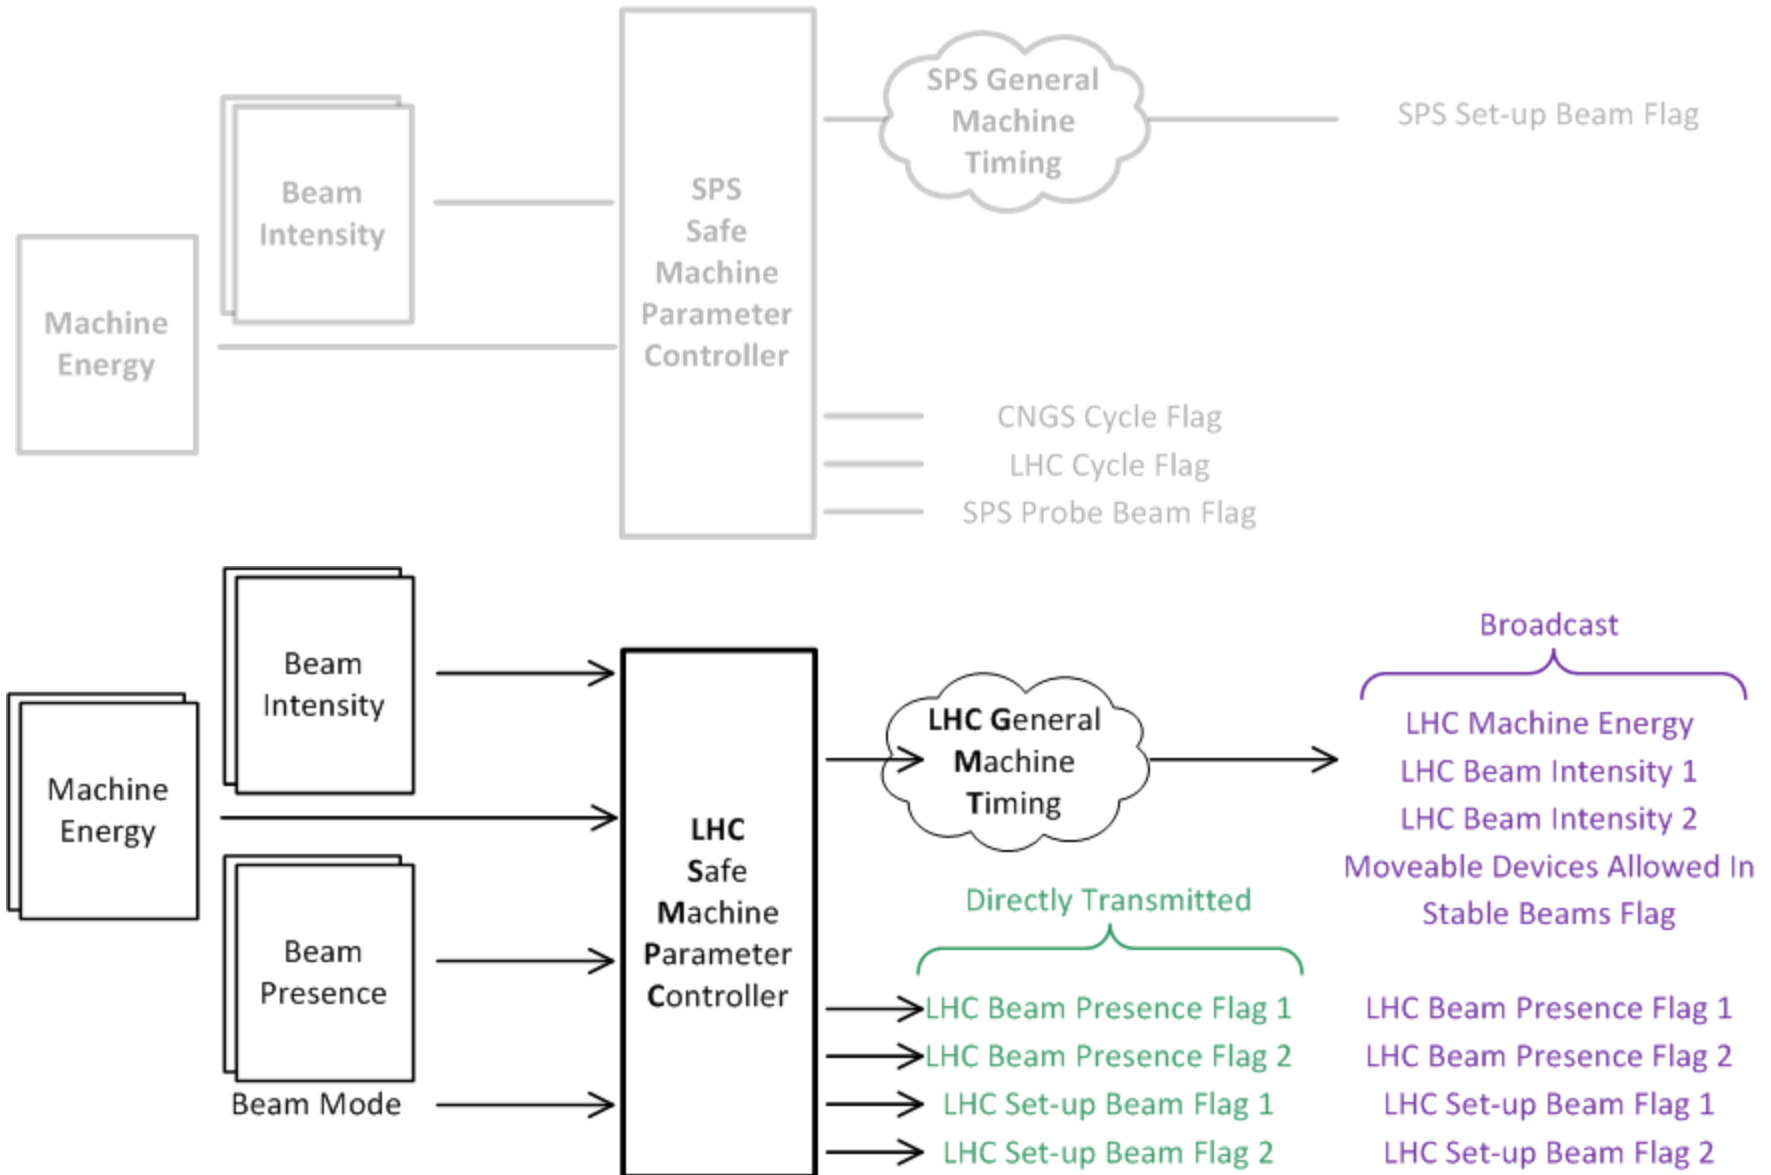 SPS General
Machine
Timing
SPS Set-up Beam Flag
Beam
Intensity
SPS
Safe
Machine
Parameter
Controller
Machine
Energy
CNGS Cycle Flag
LHC Cycle Flag
SPS Probe Beam Flag
Beam
Intensity
Machine
Energy
Beam
Presence
Beam Mode
LHC
Safe
Machine
Parameter
Controller
LHC General
Machine
Timing
Broadcast
LHC Machine Energy
LHC Beam Intensity 1
LHC Beam Intensity 2
Moveable Devices Allowed In
Stable Beams Flag
Directly Transmitted
LHC Beam Presence Flag 1
LHC Beam Presence Flag 2
LHC Set-up Beam Flag 1
LHC Set-up Beam Flag 2
LHC Beam Presence Flag 1
LHC Beam Presence Flag 2
LHC Set-up Beam Flag 1
LHC Set-up Beam Flag 2